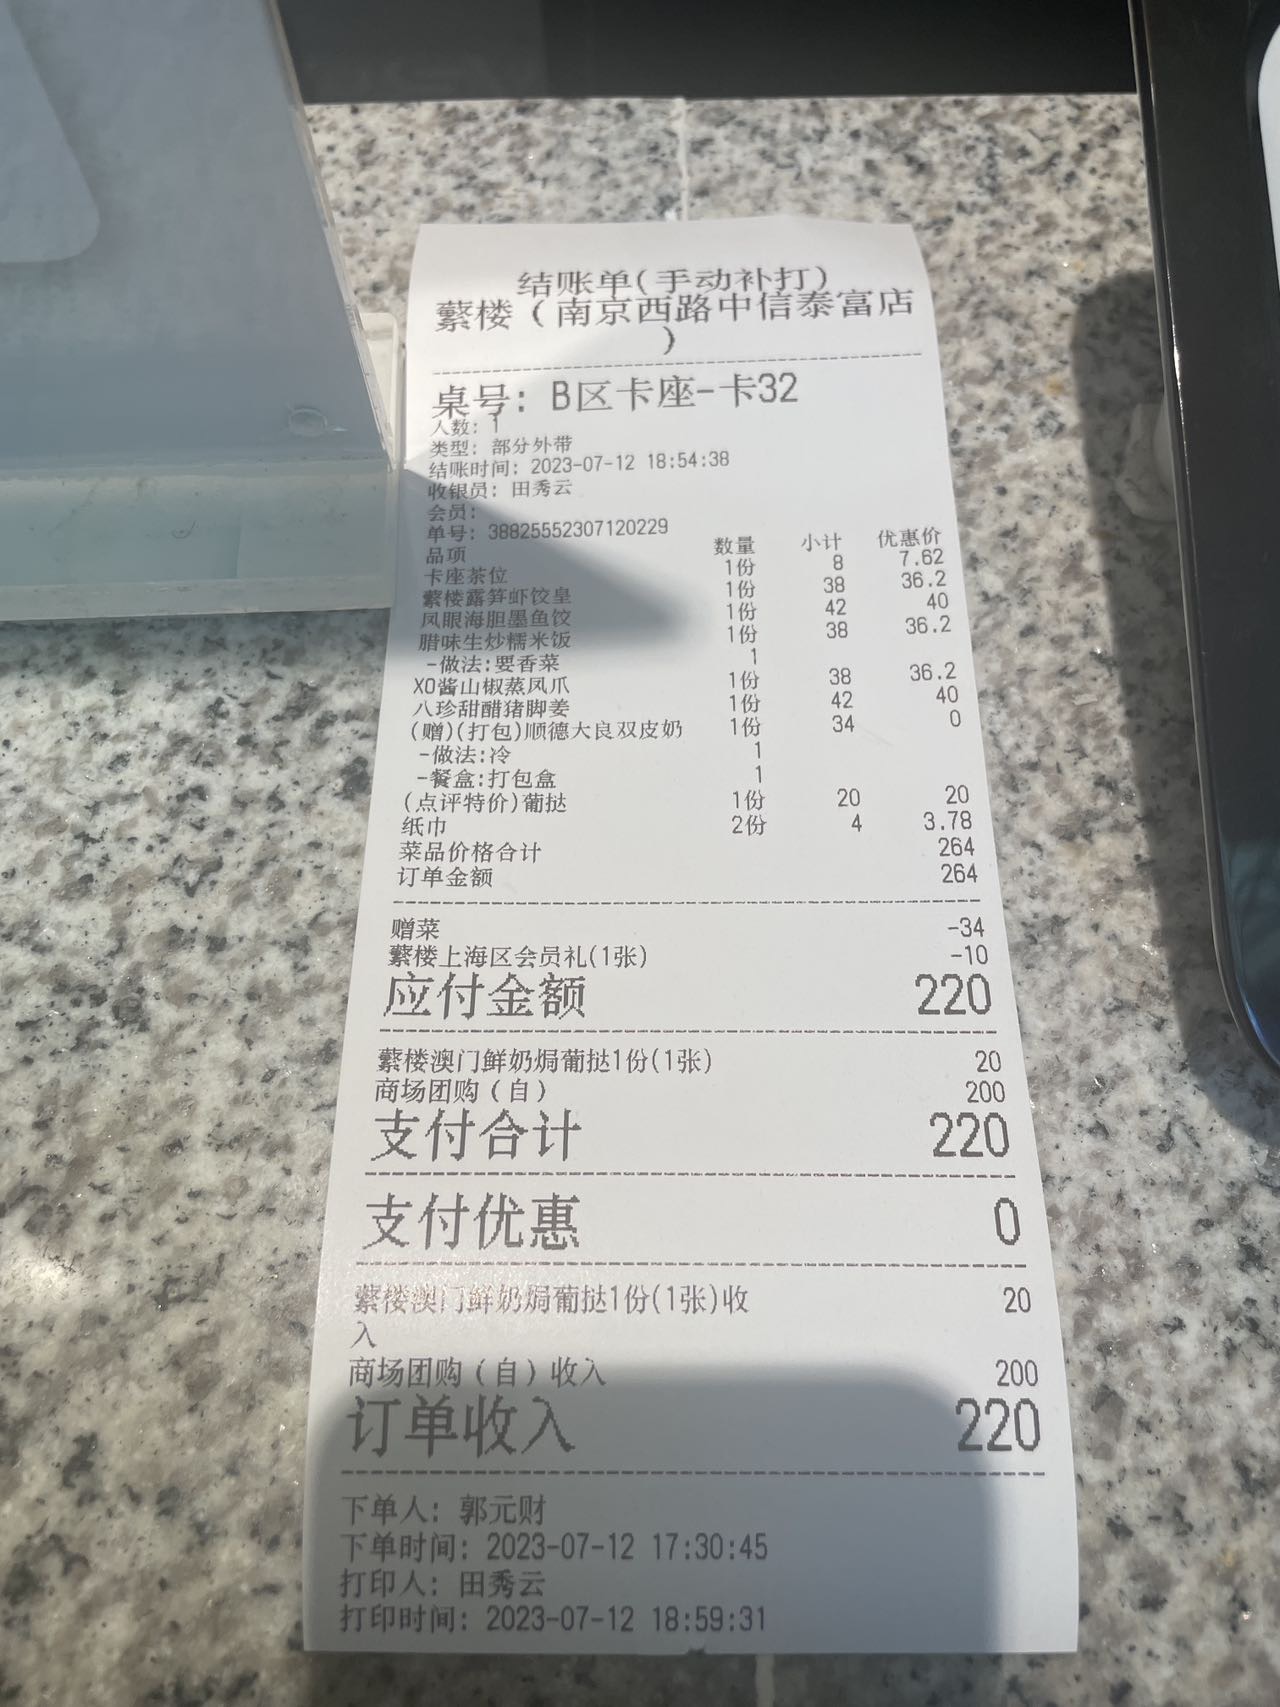 结账单(手动补打)
蘩楼(南京西路中信泰富店
)
桌号: B区卡座-卡32
人数: 1
类型: 部分外带
结账时间: 2023-07-12 18:54:38
收银员: 田秀云
会员:
单号: 38825552307120229
品项 数量 小计 优惠价
卡座茶位 1份 8 7.62
蘩楼露笋虾饺皇 1份 38 36.2
凤眼海胆墨鱼饺 1份 42 40
腊味生炒糯米饭 1份 38 36.2
-做法:要香菜 1
XO酱山椒蒸凤爪 1份 38 36.2
八珍甜醋猪脚姜 1份 42 40
(赠)(打包)顺德大良双皮奶 1份 34 0
-做法:冷 1
-餐盒:打包盒 1
(点评特价)葡挞 1份 20 20
纸巾 2份 4 3.78
菜品价格合计 264
订单金额 264
赠菜 -34
蘩楼上海区会员礼(1张) -10
应付金额 220
蘩楼澳门鲜奶焗葡挞1份(1张) 20
商场团购(自) 200
支付合计 220
支付优惠 0
蘩楼澳门鲜奶焗葡挞1份(1张)收 20
入
商场团购(自)收入 200
订单收入 220
下单人: 郭元财
下单时间: 2023-07-12 17:30:45
打印人: 田秀云
打印时间: 2023-07-12 18:59:31